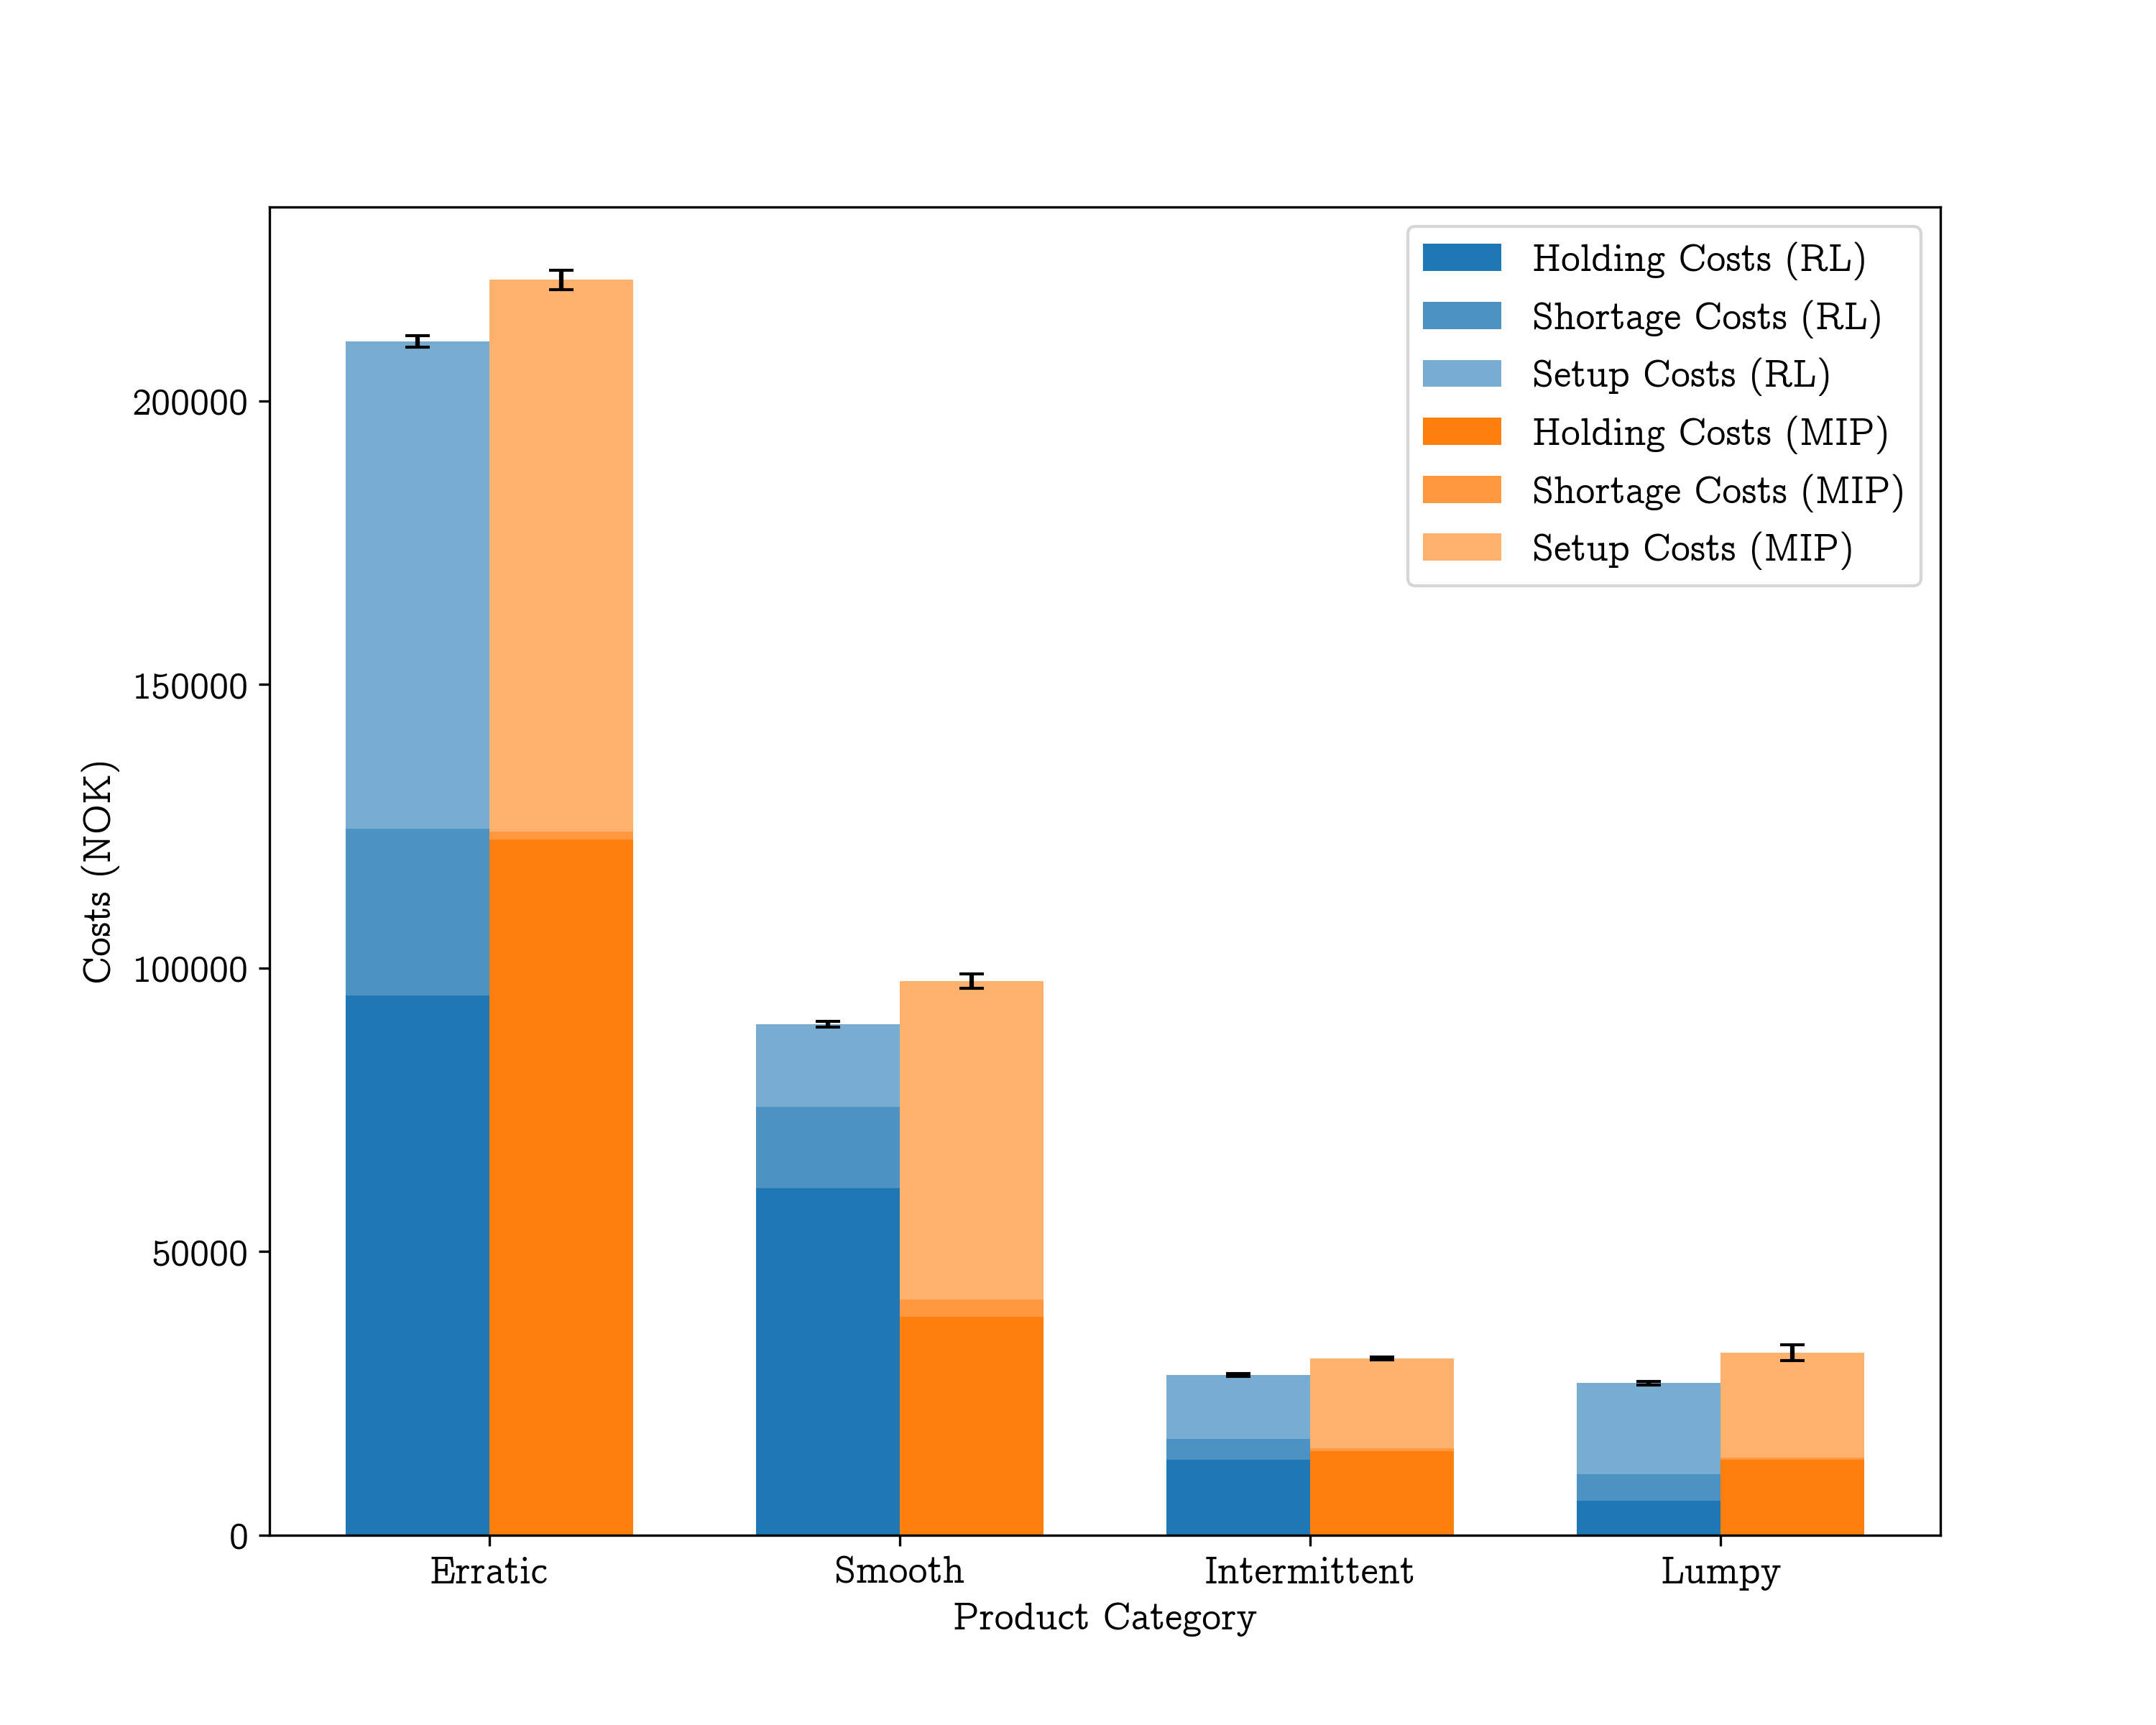 Holding Costs (RL)
Shortage Costs (RL)
Setup Costs (RL)
Holding Costs (MIP)
Shortage Costs (MIP)
Setup Costs (MIP)
200000
150000
100000
50000
0
Costs (NOK)
Erratic
Smooth
Intermittent
Lumpy
Product Category